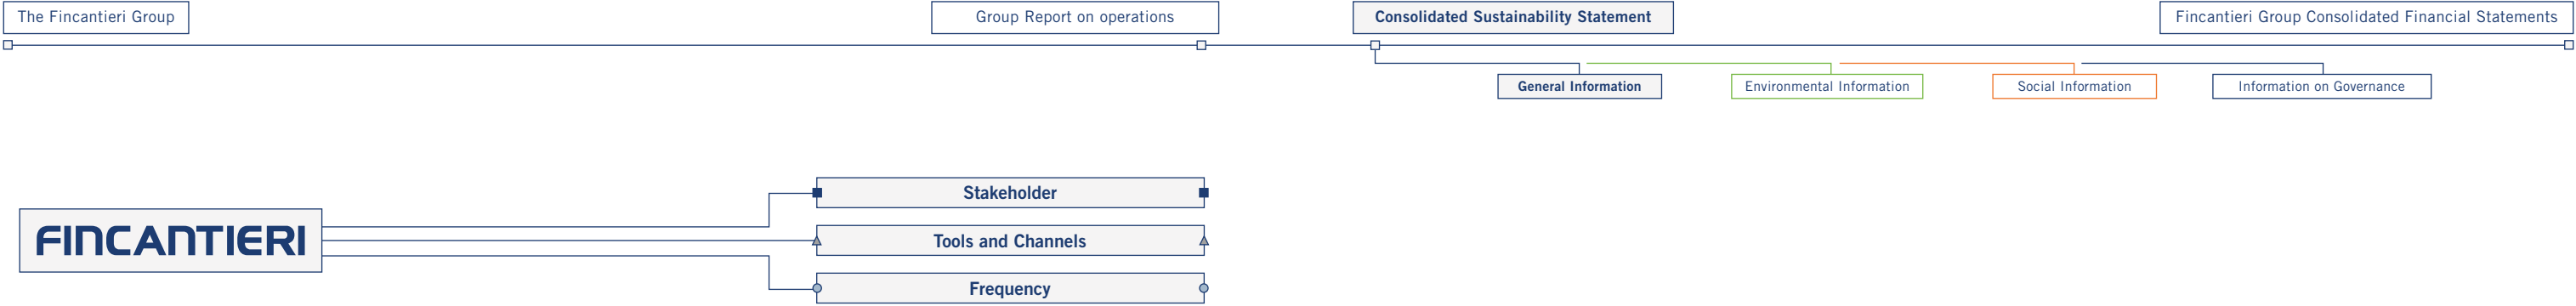 The Fincantieri Group
Group Report on operations
Consolidated Sustainability Statement
Fincantieri Group Consolidated Financial Statements
General Information
Environmental Information
Social Information
Information on Governance
Stakeholder
FINCANTIERI
Tools and Channels
Frequency